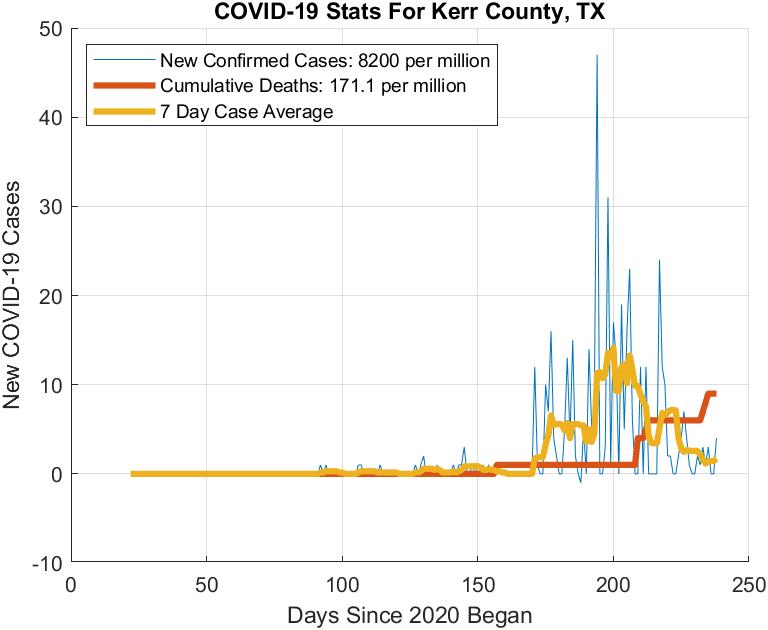 COVID-19 Stats For Kerr County, TX
New Confirmed Cases: 8200 per million
Cumulative Deaths: 171.1 per million
7 Day Case Average
New COVID-19 Cases
50
40
30
20
10
0
-10
0 50 100 150 200 250
Days Since 2020 Began